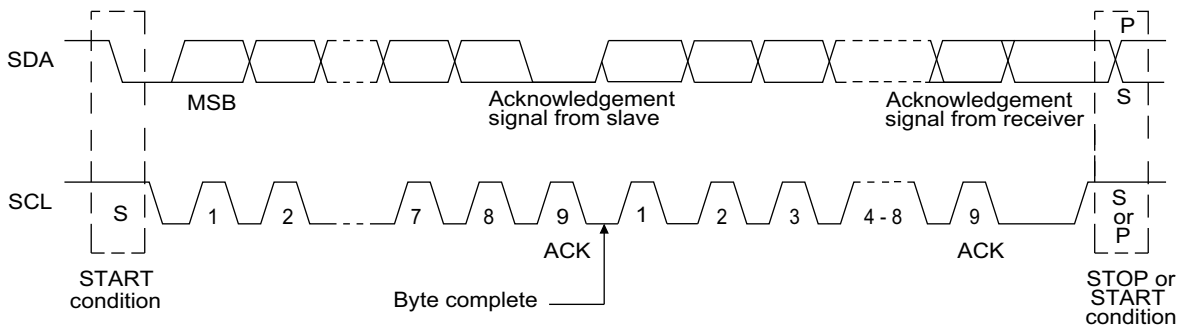 P
SDA
MSB
Acknowledgement
signal from slave
Acknowledgement
signal from receiver
S
SCL
S
1
2
7
8
9
1
2
3
4 - 8
9
S
or
P
ACK
ACK
START
condition
Byte complete
STOP or
START
condition